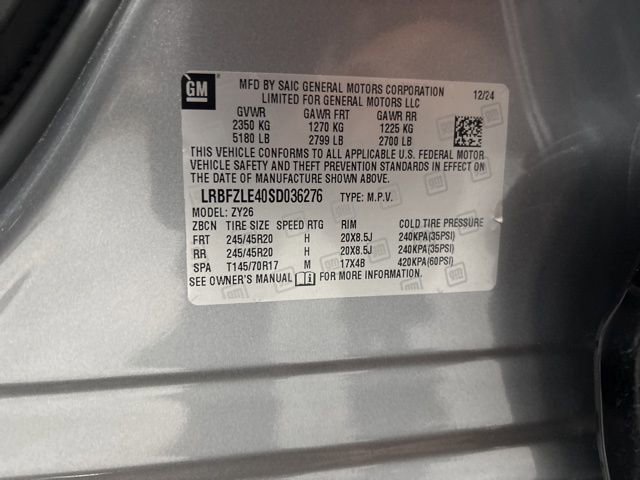 GM
MFD BY SAIC GENERAL MOTORS CORPORATION 12/24
LIMITED FOR GENERAL MOTORS LLC
GVWR GAWR FRT GAWR RR
2350 KG 1270 KG 1225 KG
5180 LB 2799 LB 2700 LB
THIS VEHICLE CONFORMS TO ALL APPLICABLE U.S. FEDERAL MOTOR
VEHICLE SAFETY AND THEFT PREVENTION STANDARDS IN EFFECT ON
THE DATE OF MANUFACTURE SHOWN ABOVE.
LRBFZLE40SD036276 TYPE: M.P.V.
MODEL: ZY26
ZBCN TIRE SIZE SPEED RTG RIM COLD TIRE PRESSURE
FRT 245/45R20 H 20X8.5J 240KPA(35PSI)
RR 245/45R20 H 20X8.5J 240KPA(35PSI)
SPA T145/70R17 M 17X4B 420KPA(60PSI)
SEE OWNER'S MANUAL FOR MORE INFORMATION.